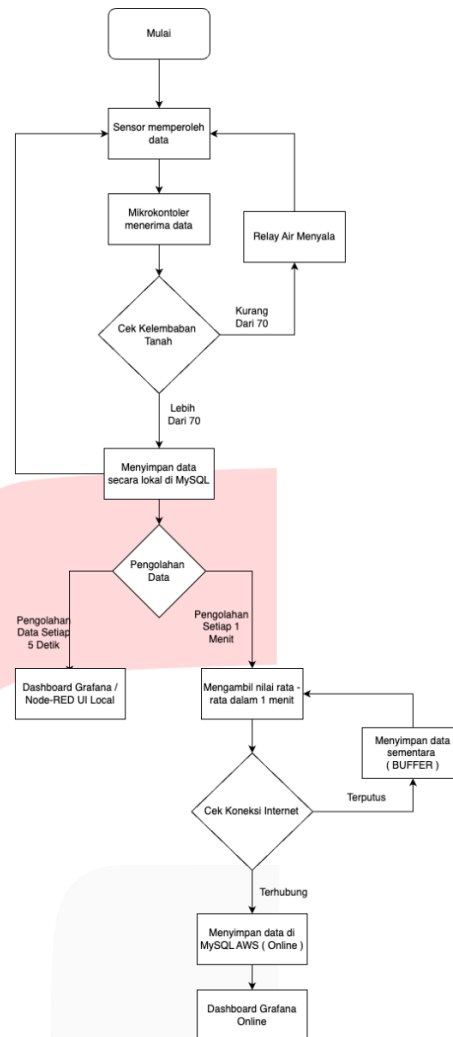 Mulai
Sensor memperoleh
data
Mikrokontoler
menerima data
Relay Air Menyala
Kurang
Dari 70
Cek Kelembaban
Tanah
Lebih
Dari 70
Menyimpan data
secara lokal di MySQL
Pengolahan
Data
Pengolahan
Data Setiap
5 Detik
Pengolahan
Setiap 1
Menit
Dashboard Grafana /
Node-RED UI Local
Mengambil nilai rata -
rata dalam 1 menit
Menyimpan data
sementara
( BUFFER )
Cek Koneksi Internet
Terputus
Terhubung
Menyimpan data di
MySQL AWS ( Online )
Dashboard Grafana
Online